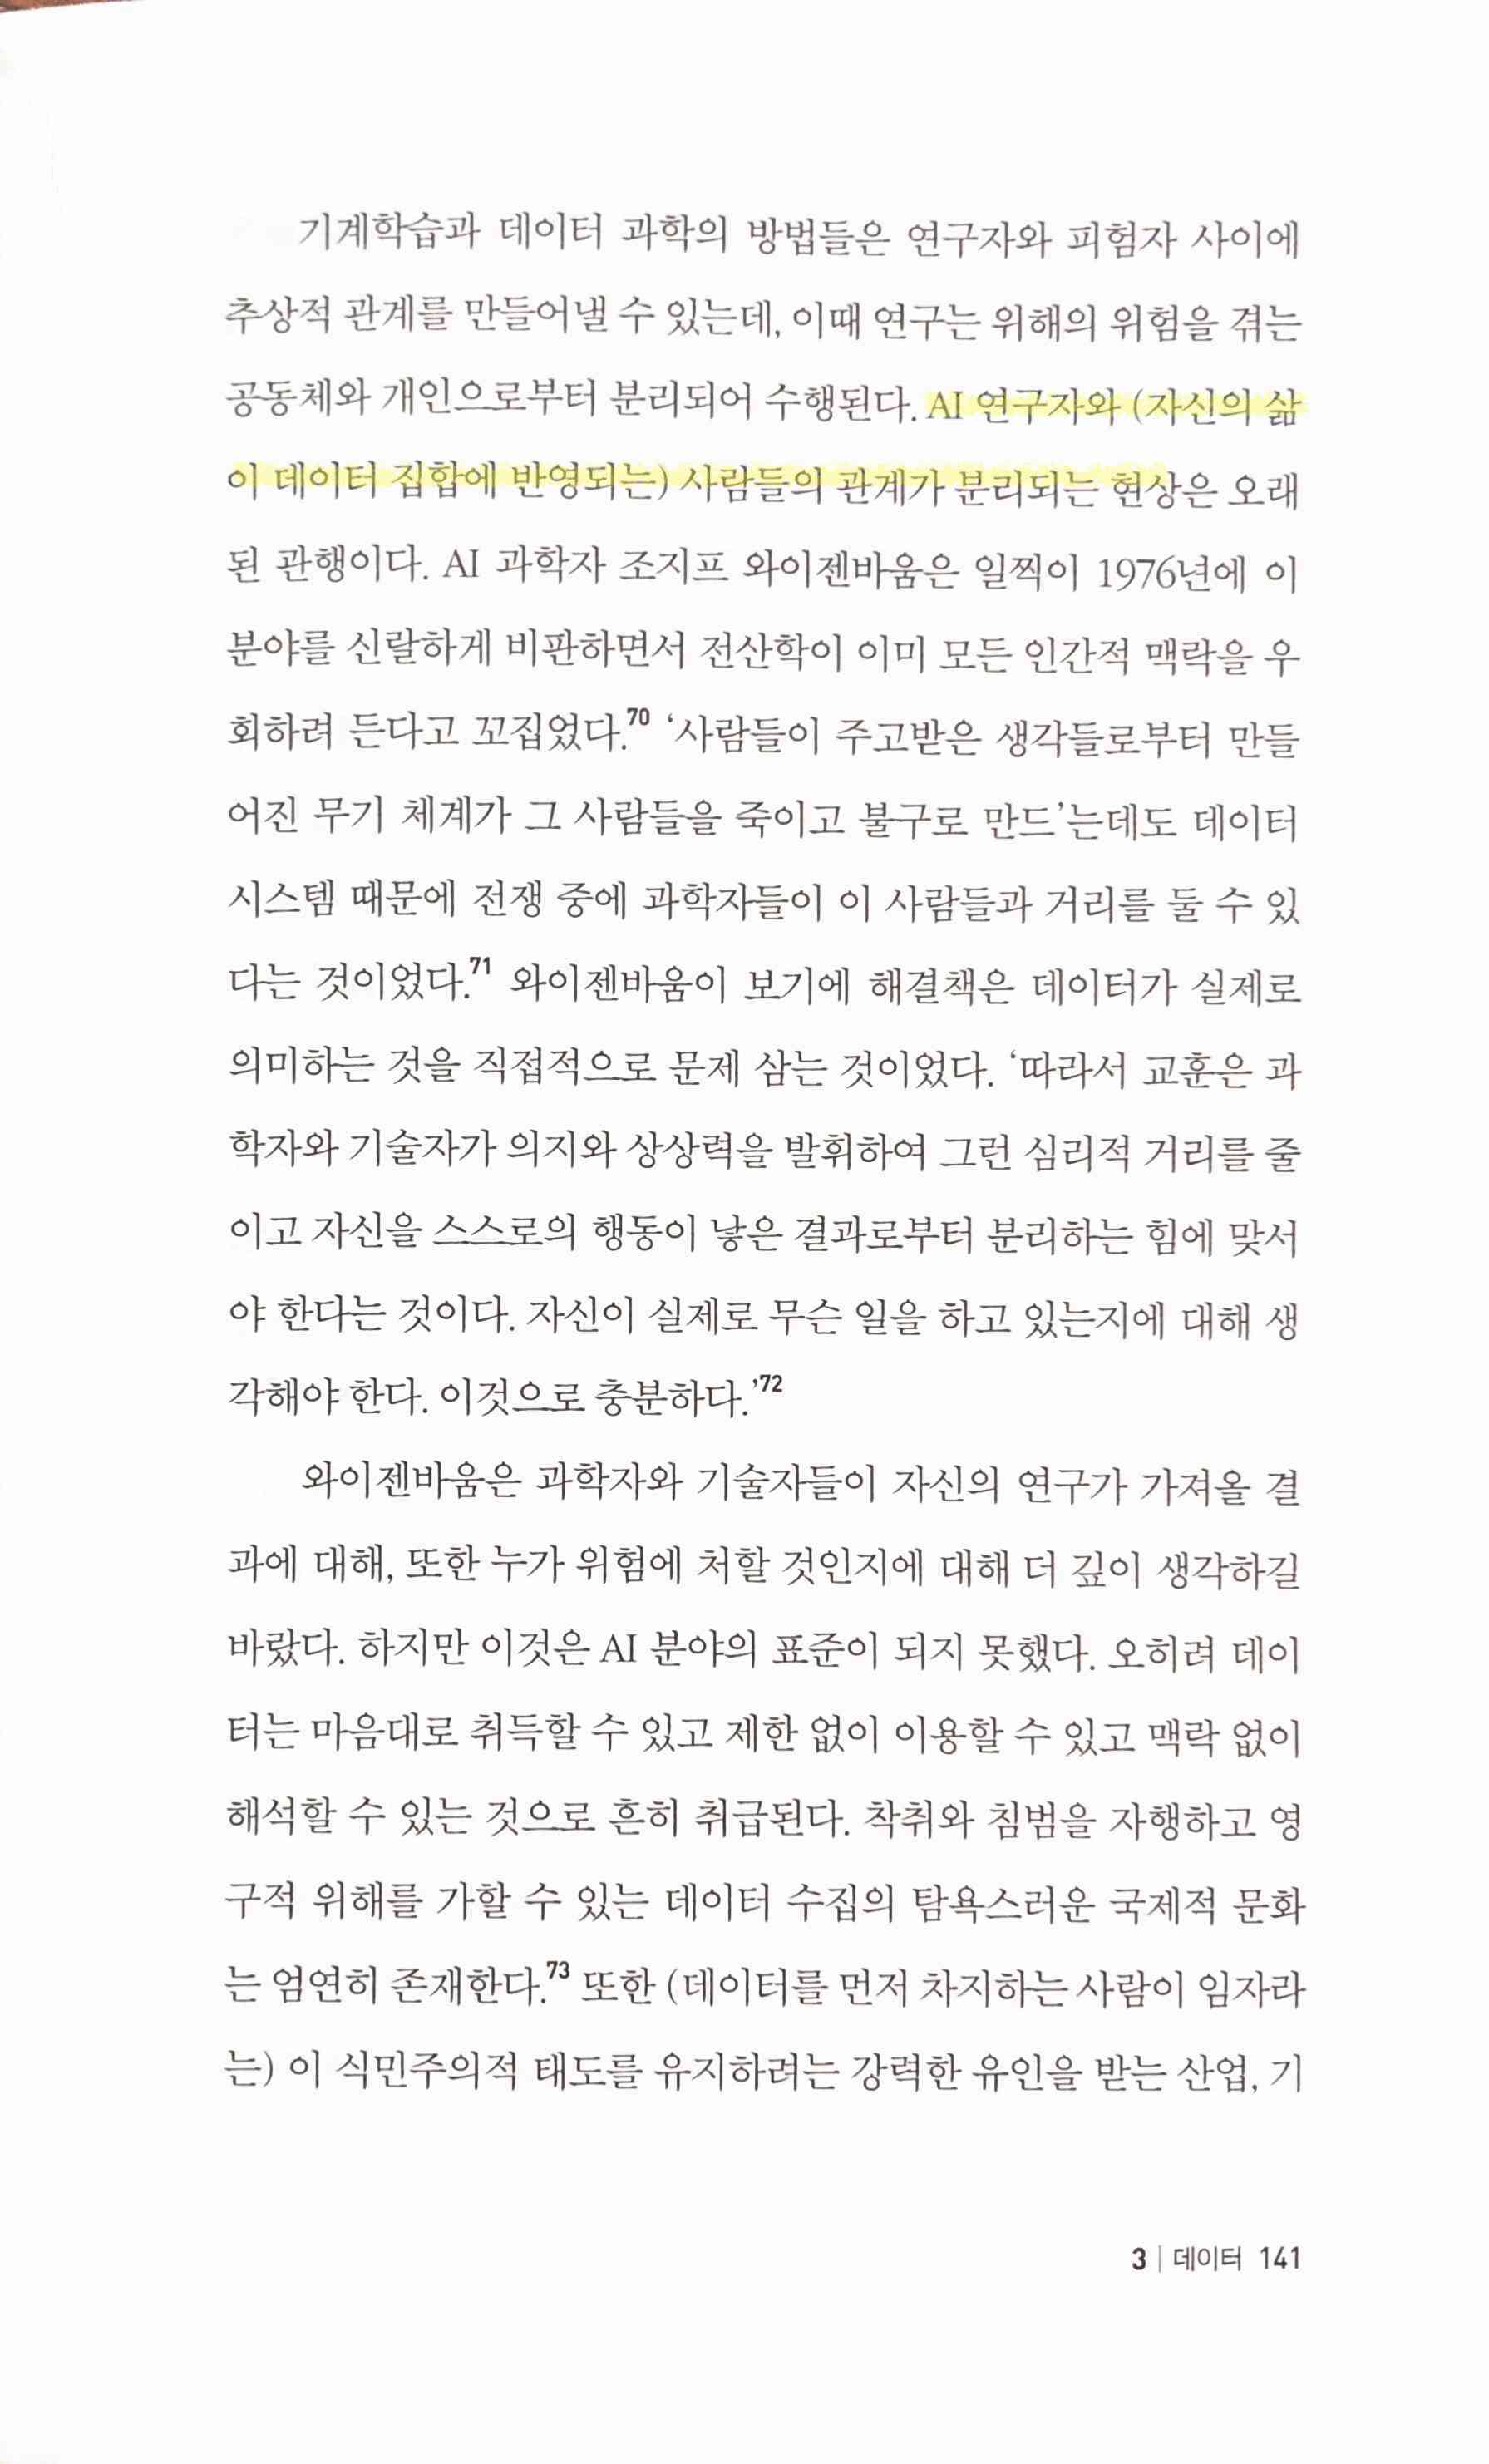 기계학습과 데이터 과학의 방법들은 연구자와 피험자 사이에
추상적 관계를 만들어낼 수 있는데, 이때 연구는 위해의 위험을 겪는
공동체와 개인으로부터 분리되어 수행된다. AI 연구자와 (자신의 삶
이 데이터 집합에 반영되는) 사람들의 관계가 분리되는 현상은 오래
된 관행이다. AI 과학자 조지프 와이젠바움은 일찍이 1976년에 이
분야를 신랄하게 비판하면서 전산학이 이미 모든 인간적 맥락을 우
회하려 든다고 꼬집었다.70 ‘사람들이 주고받은 생각들로부터 만들
어진 무기 체계가 그 사람들을 죽이고 불구로 만드’는데도 데이터
시스템 때문에 전쟁 중에 과학자들이 이 사람들과 거리를 둘 수 있
다는 것이었다.71 와이젠바움이 보기에 해결책은 데이터가 실제로
의미하는 것을 직접적으로 문제 삼는 것이었다. ‘따라서 교훈은 과
학자와 기술자가 의지와 상상력을 발휘하여 그런 심리적 거리를 줄
이고 자신을 스스로의 행동이 낳은 결과로부터 분리하는 힘에 맞서
야 한다는 것이다. 자신이 실제로 무슨 일을 하고 있는지에 대해 생
각해야 한다. 이것으로 충분하다.’72
와이젠바움은 과학자와 기술자들이 자신의 연구가 가져올 결
과에 대해, 또한 누가 위험에 처할 것인지에 대해 더 깊이 생각하길
바랐다. 하지만 이것은 AI 분야의 표준이 되지 못했다. 오히려 데이
터는 마음대로 취득할 수 있고 제한 없이 이용할 수 있고 맥락 없이
해석할 수 있는 것으로 흔히 취급된다. 착취와 침범을 자행하고 영
구적 위해를 가할 수 있는 데이터 수집의 탐욕스러운 국제적 문화
는 엄연히 존재한다.73 또한 (데이터를 먼저 차지하는 사람이 임자라
는) 이 식민주의적 태도를 유지하려는 강력한 유인을 받는 산업, 기
3 | 데이터 141